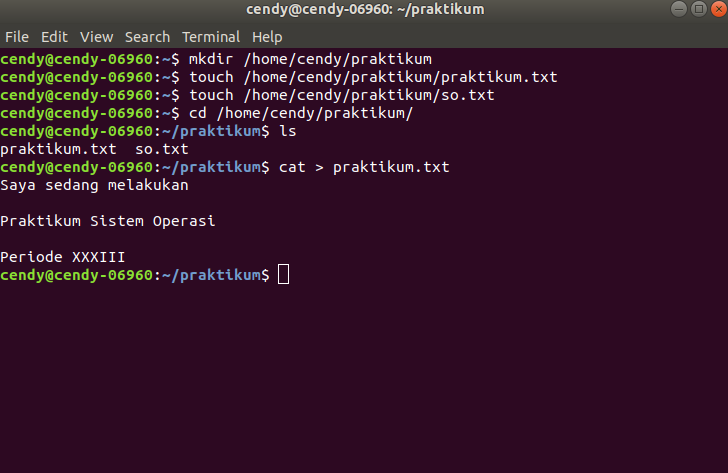 cendy@cendy-06960: ~/praktikum
File Edit View Search Terminal Help
cendy@cendy-06960:~$ mkdir /home/cendy/praktikum
cendy@cendy-06960:~$ touch /home/cendy/praktikum/praktikum.txt
cendy@cendy-06960:~$ touch /home/cendy/praktikum/so.txt
cendy@cendy-06960:~$ cd /home/cendy/praktikum/
cendy@cendy-06960:~/praktikum$ ls
praktikum.txt  so.txt
cendy@cendy-06960:~/praktikum$ cat > praktikum.txt
Saya sedang melakukan
Praktikum Sistem Operasi
Periode XXXIII
cendy@cendy-06960:~/praktikum$